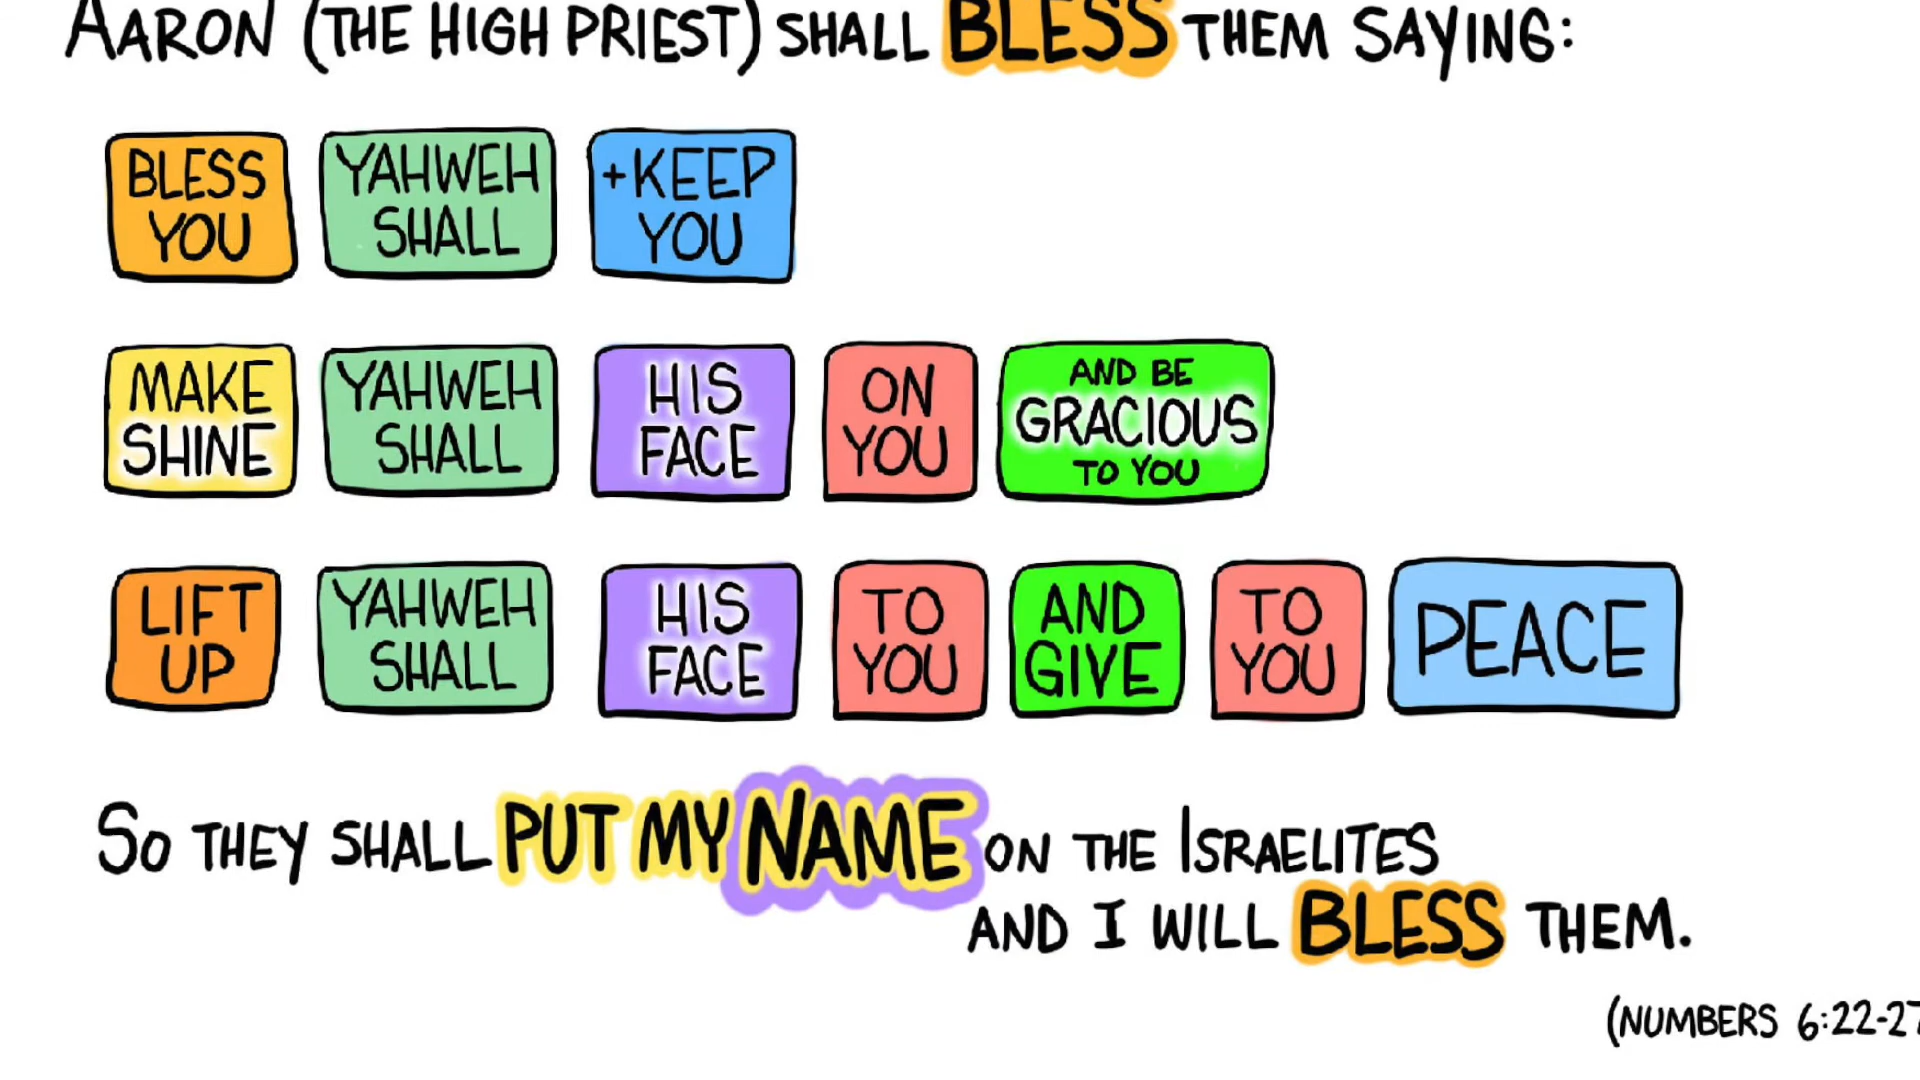 AARON (THE HIGH PRIEST) SHALL BLESS THEM SAYING:
BLESS YOU YAHWEH SHALL +KEEP YOU
MAKE SHINE YAHWEH SHALL HIS FACE ON YOU AND BE GRACIOUS TO YOU
LIFT UP YAHWEH SHALL HIS FACE TO YOU AND GIVE TO YOU PEACE
SO THEY SHALL PUT MY NAME ON THE ISRAELITES
AND I WILL BLESS THEM.
(NUMBERS 6:22-27